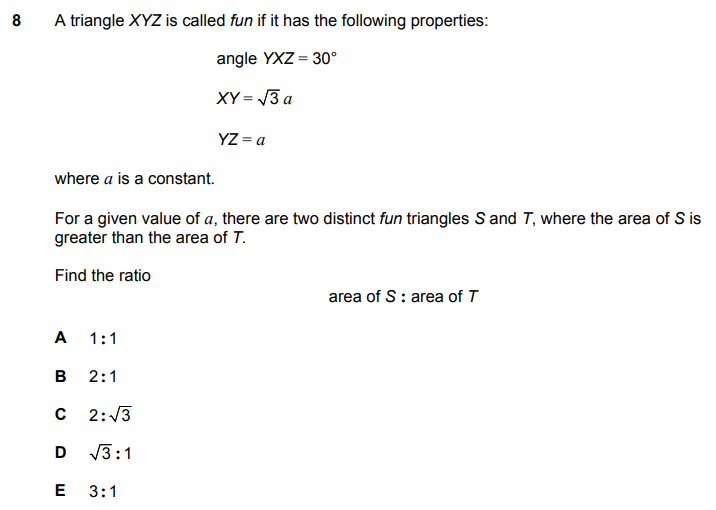 8 A triangle XYZ is called fun if it has the following properties:
angle YXZ = 30°
XY = √3 a
YZ = a
where a is a constant.
For a given value of a, there are two distinct fun triangles S and T, where the area of S is
greater than the area of T.
Find the ratio
area of S : area of T
A 1:1
B 2:1
C 2:√3
D √3:1
E 3:1